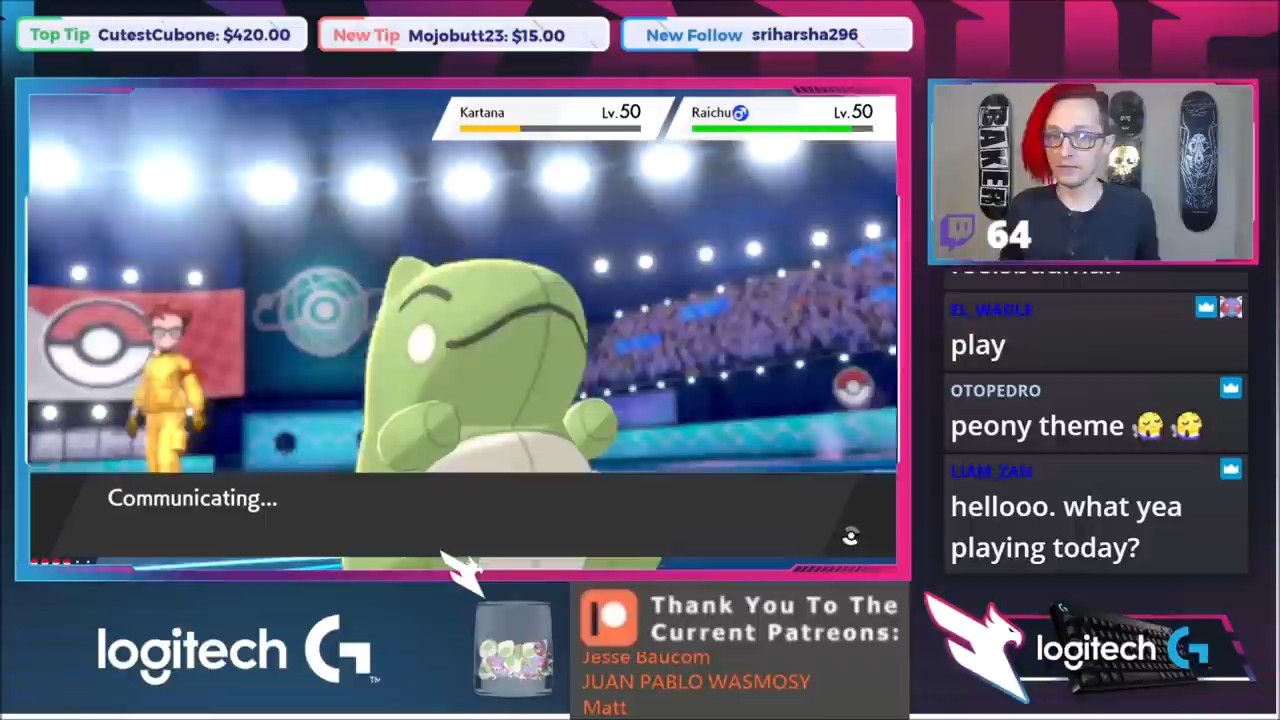 Top Tip CutestCubone: $420.00
New Tip Mojobutt23: $15.00
New Follow sriharsha296
Kartana Lv.50
Raichu Lv.50
BAKER
64
EL_WADLE
play
OTOPEDRO
peony theme
LIAM_ZAN
hellooo. what yea
playing today?
Communicating...
logitech G
Thank You To The
Current Patreons:
Jesse Baucom
JUAN PABLO WASMOSY
Matt
logitech G